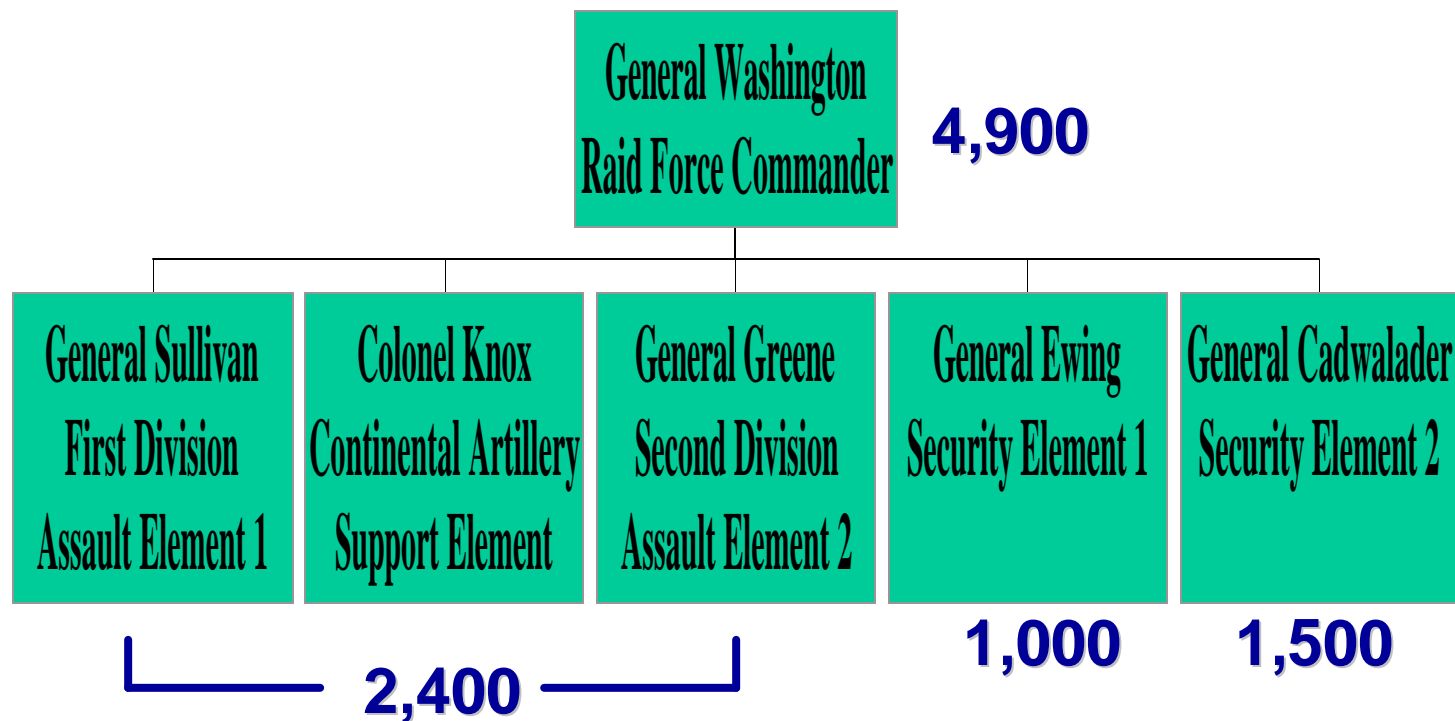 General Washington
Raid Force Commander
4,900
General Sullivan
First Division
Assault Element 1
Colonel Knox
Continental Artillery
Support Element
General Greene
Second Division
Assault Element 2
General Ewing
Security Element 1
General Cadwalader
Security Element 2
2,400
1,000
1,500